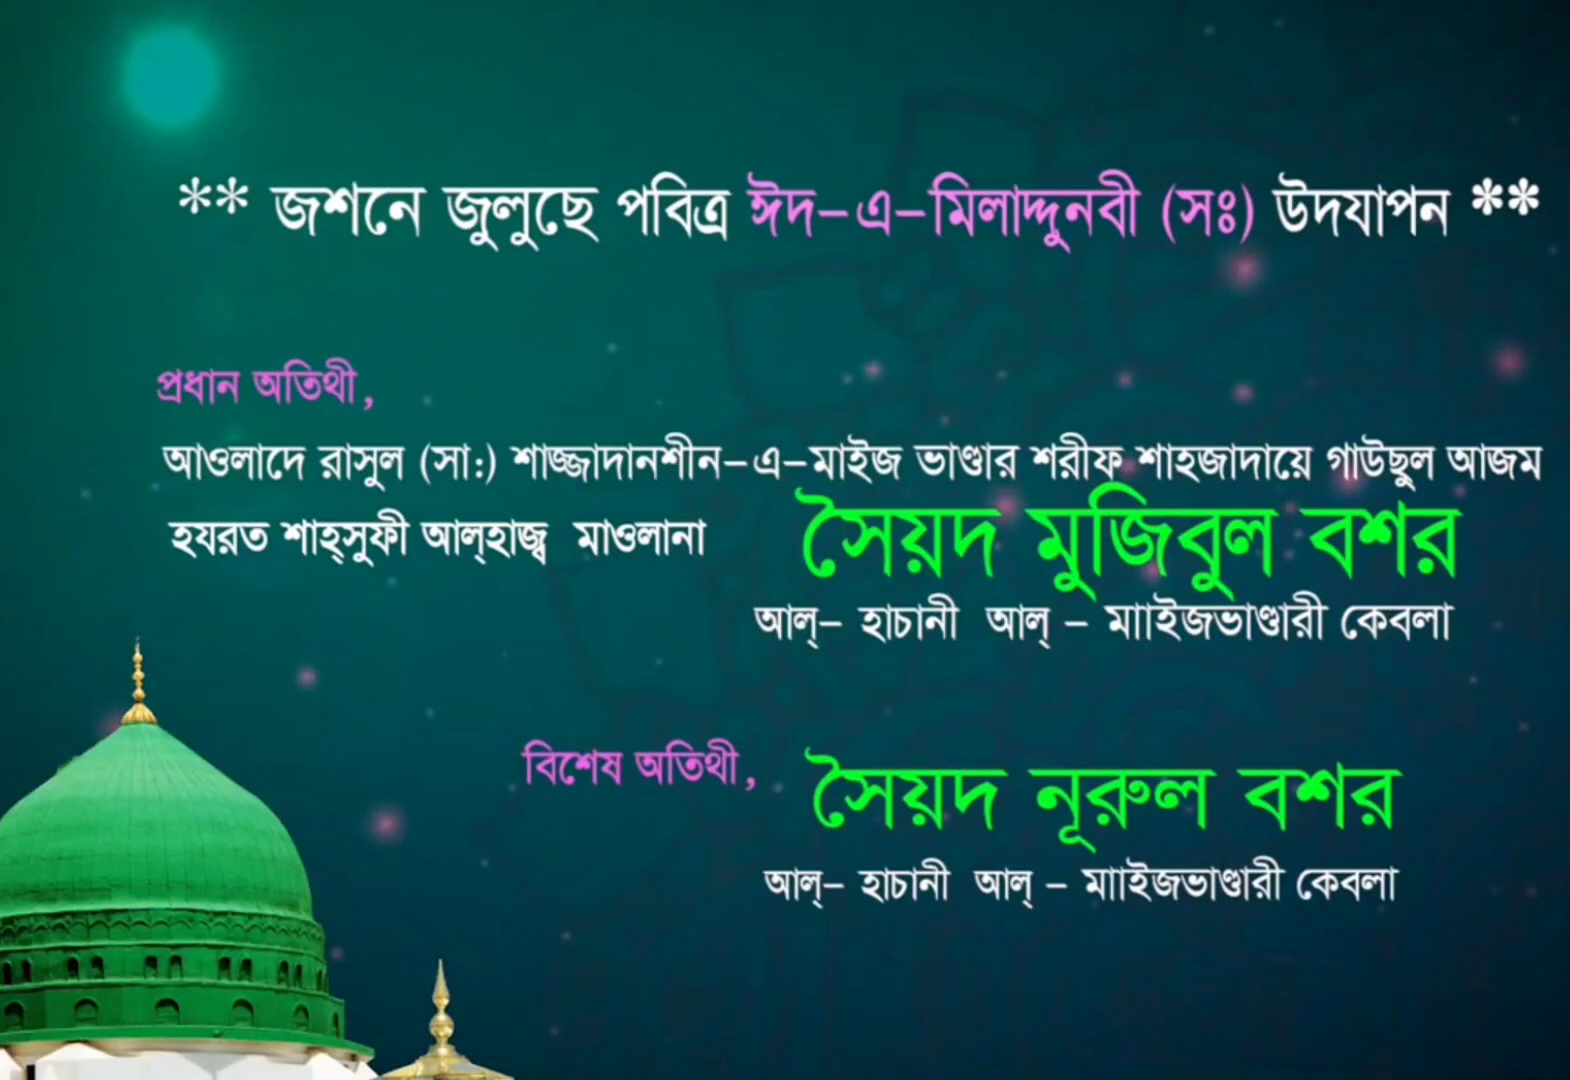 ** জশনে জুলুছে পবিত্র ঈদ-এ-মিলাদ্দুনবী (সঃ) উদযাপন **
প্রধান অতিথী,
আওলাদে রাসুল (সা:) শাজ্জাদানশীন-এ-মাইজ ভাণ্ডার শরীফ শাহজাদায়ে গাউছুল আজম
হযরত শাহ্সুফী আল্হাজ্ব মাওলানা সৈয়দ মুজিবুল বশর
আল্- হাচানী আল্ - মাাইজভাণ্ডারী কেবলা
বিশেষ অতিথী, সৈয়দ নূরুল বশর
আল্- হাচানী আল্ - মাাইজভাণ্ডারী কেবলা